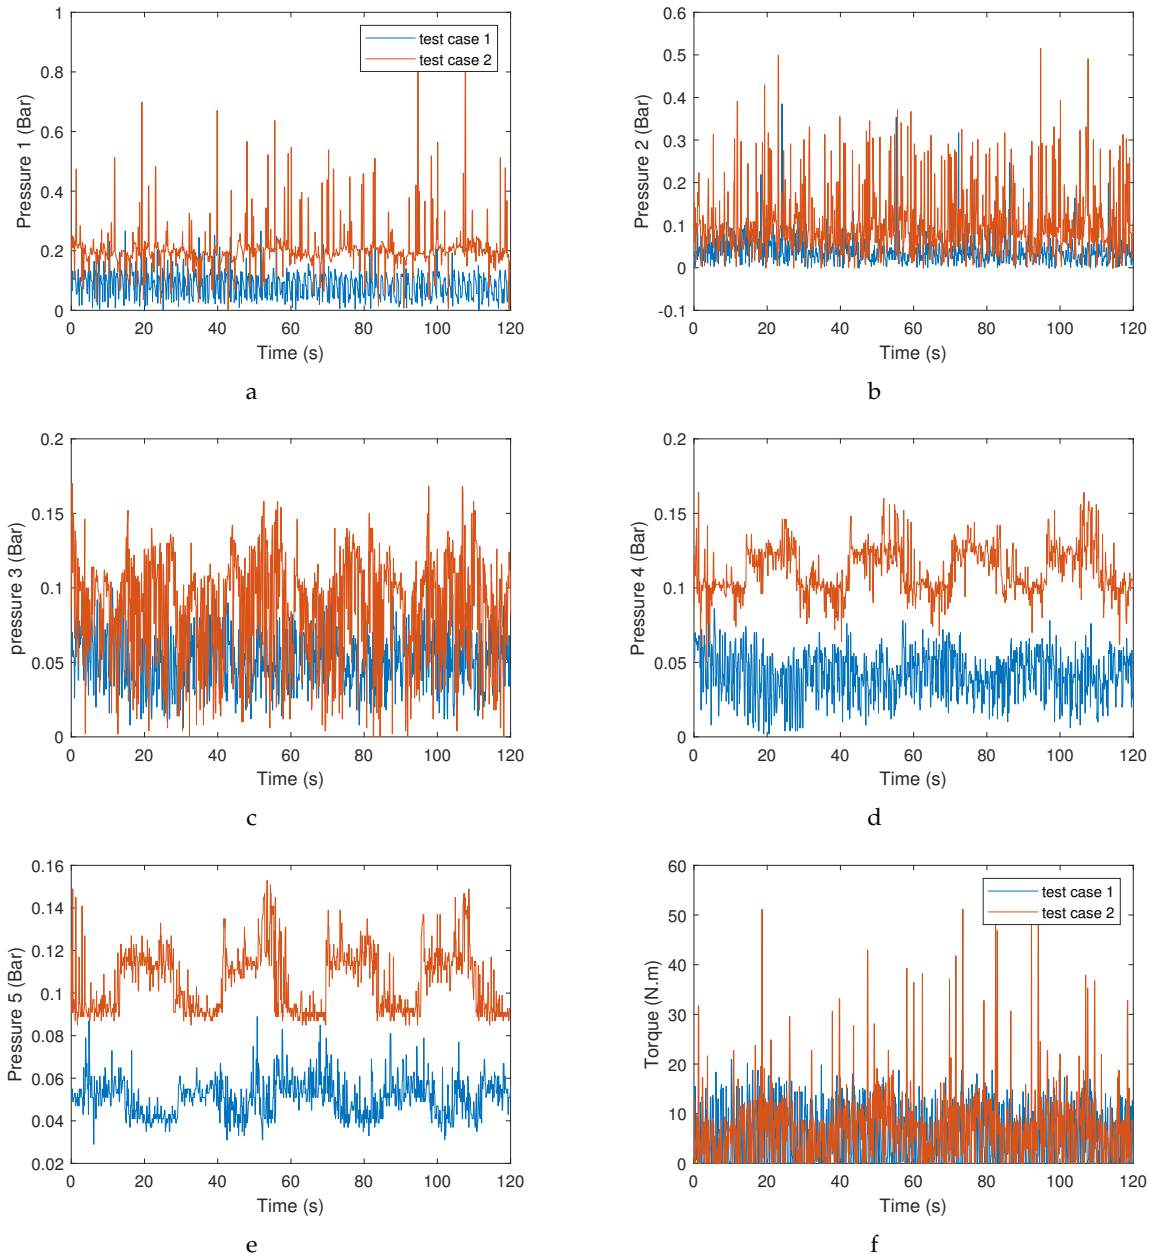 1
0.8
0.6
0.4
0.2
0
Pressure 1 (Bar)
test case 1
test case 2
0 20 40 60 80 100 120
Time (s)
a
0.6
0.5
0.4
0.3
0.2
0.1
0
-0.1
Pressure 2 (Bar)
0 20 40 60 80 100 120
Time (s)
b
0.2
0.15
0.1
0.05
0
pressure 3 (Bar)
0 20 40 60 80 100 120
Time (s)
c
0.2
0.15
0.1
0.05
0
Pressure 4 (Bar)
0 20 40 60 80 100 120
Time (s)
d
0.16
0.14
0.12
0.1
0.08
0.06
0.04
0.02
Pressure 5 (Bar)
0 20 40 60 80 100 120
Time (s)
e
60
50
40
30
20
10
0
Torque (N.m)
test case 1
test case 2
0 20 40 60 80 100 120
Time (s)
f